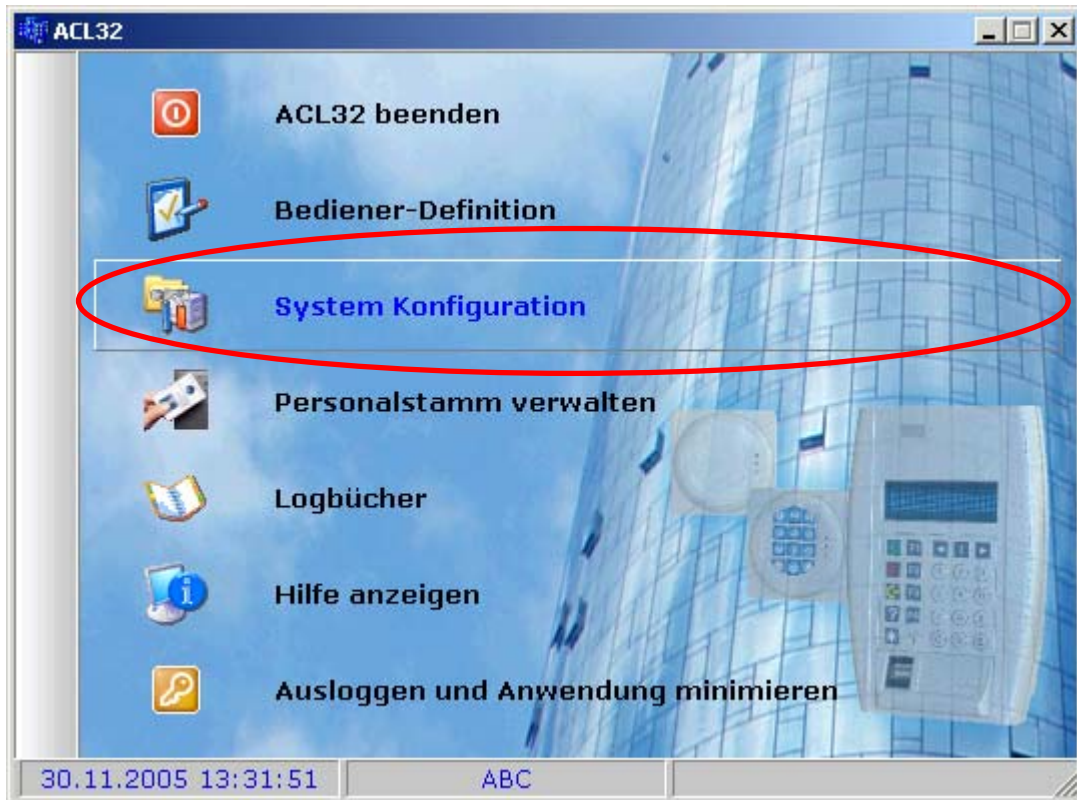 ACL32
ACL32 beenden
Bediener-Definition
System Konfiguration
Personalstamm verwalten
Logbücher
Hilfe anzeigen
Ausloggen und Anwendung minimieren
30.11.2005 13:31:51 ABC